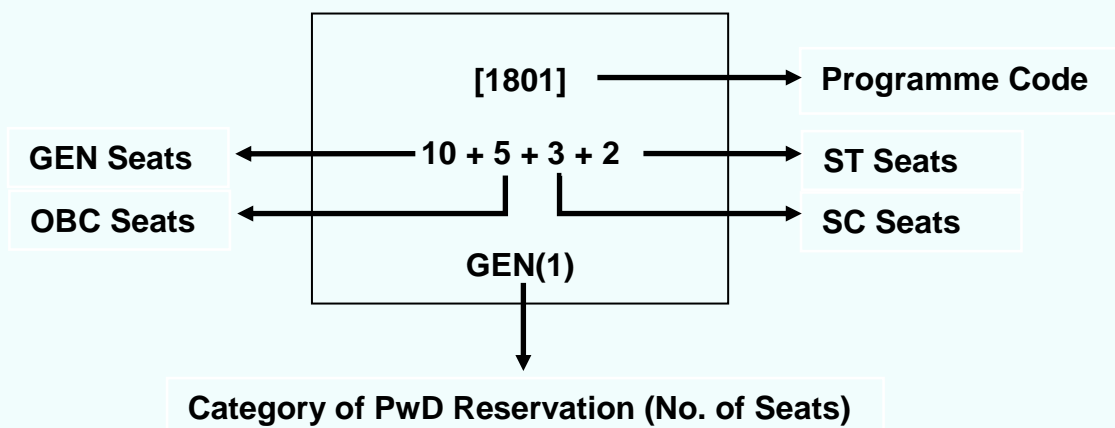 [1801] Programme Code
GEN Seats 10 + 5 + 3 + 2 ST Seats
OBC Seats SC Seats
GEN(1)
Category of PwD Reservation (No. of Seats)